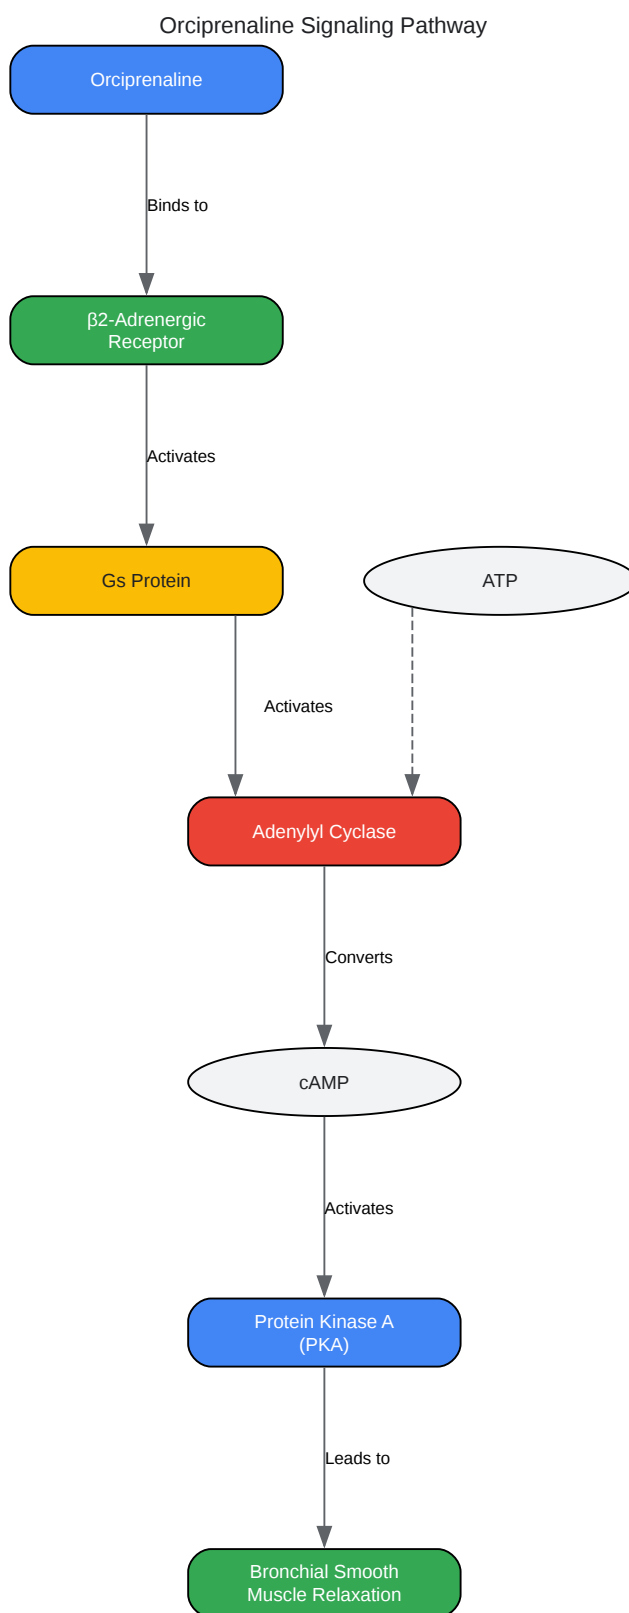 Orciprenaline Signaling Pathway
Orciprenaline
Binds to
β2-Adrenergic
Receptor
Activates
Gs Protein
ATP
Activates
Adenylyl Cyclase
Converts
cAMP
Activates
Protein Kinase A
(PKA)
Leads to
Bronchial Smooth
Muscle Relaxation